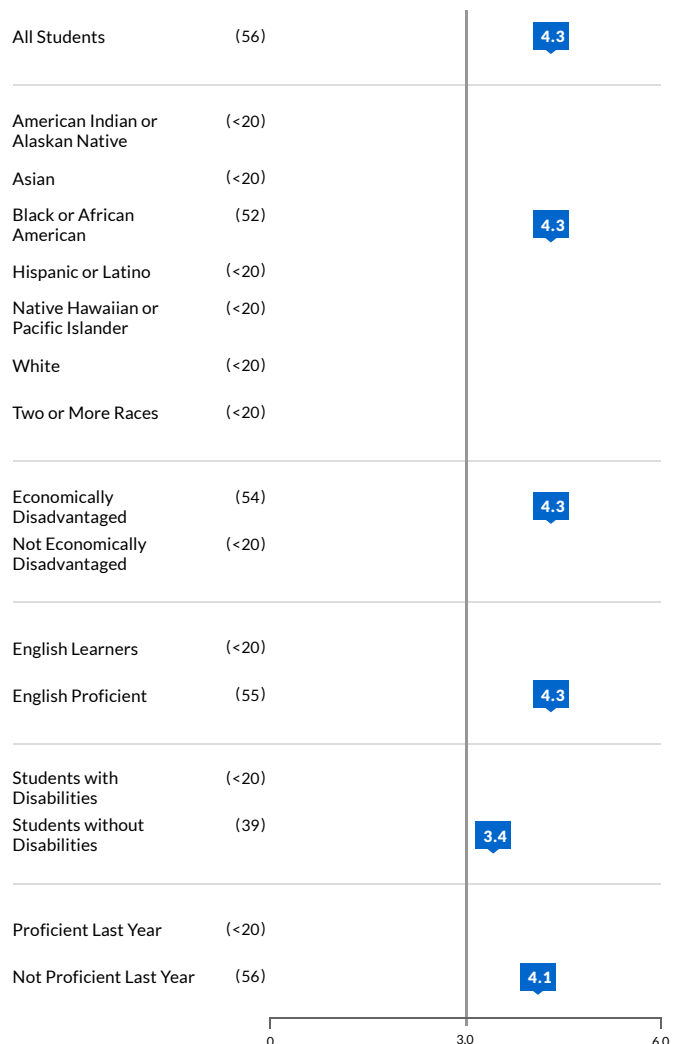 All Students (56) 4.3
American Indian or (<20)
Alaskan Native
Asian (<20)
Black or African (52) 4.3
American
Hispanic or Latino (<20)
Native Hawaiian or (<20)
Pacific Islander
White (<20)
Two or More Races (<20)
Economically (54) 4.3
Disadvantaged
Not Economically (<20)
Disadvantaged
English Learners (<20)
English Proficient (55) 4.3
Students with (<20)
Disabilities
Students without (39) 3.4
Disabilities
Proficient Last Year (<20)
Not Proficient Last Year (56) 4.1
0 3.0 6.0